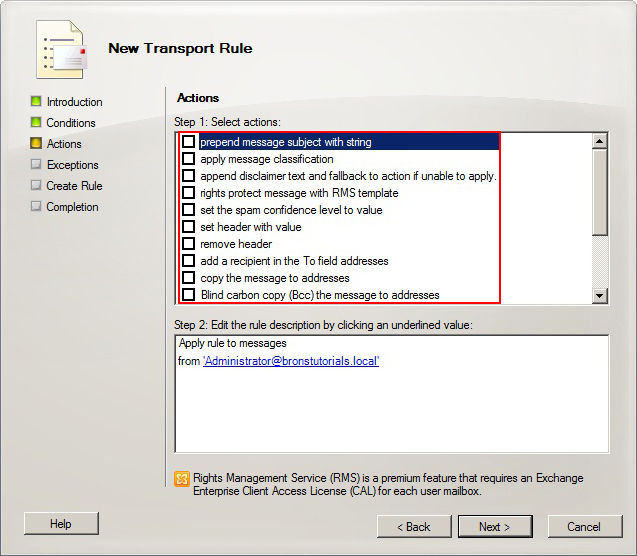 New Transport Rule
Introduction
Conditions
Actions
Exceptions
Create Rule
Completion
Actions
Step 1: Select actions:
prepend message subject with string
apply message classification
append disclaimer text and fallback to action if unable to apply.
rights protect message with RMS template
set the spam confidence level to value
set header with value
remove header
add a recipient in the To field addresses
copy the message to addresses
Blind carbon copy (Bcc) the message to addresses
Step 2: Edit the rule description by clicking an underlined value:
Apply rule to messages
from 'Administrator@bronstutorials.local'
Rights Management Service (RMS) is a premium feature that requires an Exchange
Enterprise Client Access License (CAL) for each user mailbox.
Help
< Back
Next >
Cancel